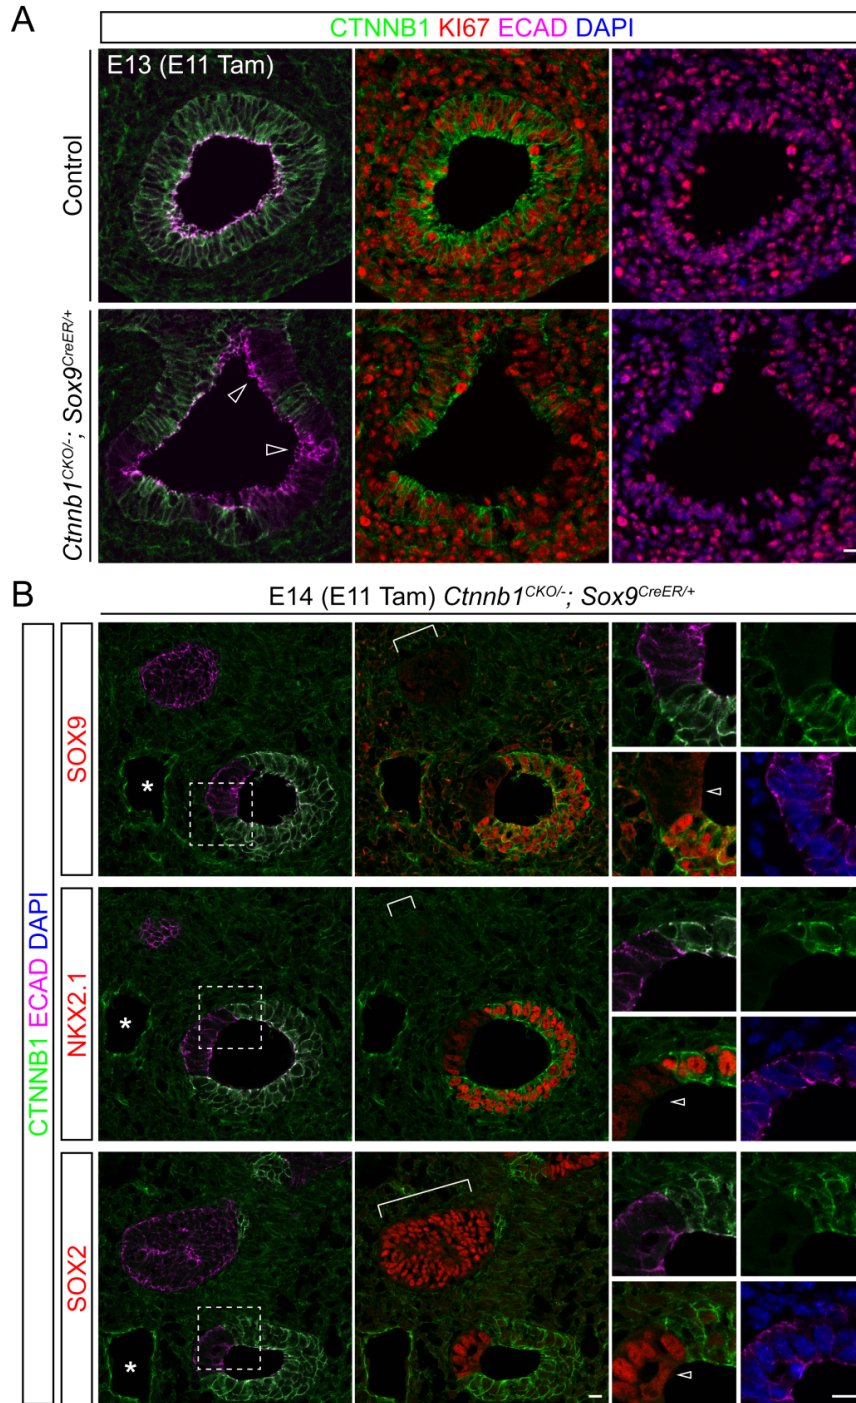 A
CTNNB1 KI67 ECAD DAPI
E13 (E11 Tam)
Control
Ctnnb1CKO/-; Sox9CreER/+
B
E14 (E11 Tam) Ctnnb1CKO/-; Sox9CreER/+
CTNNB1 ECAD DAPI
SOX9
*
NKX2.1
*
SOX2
*